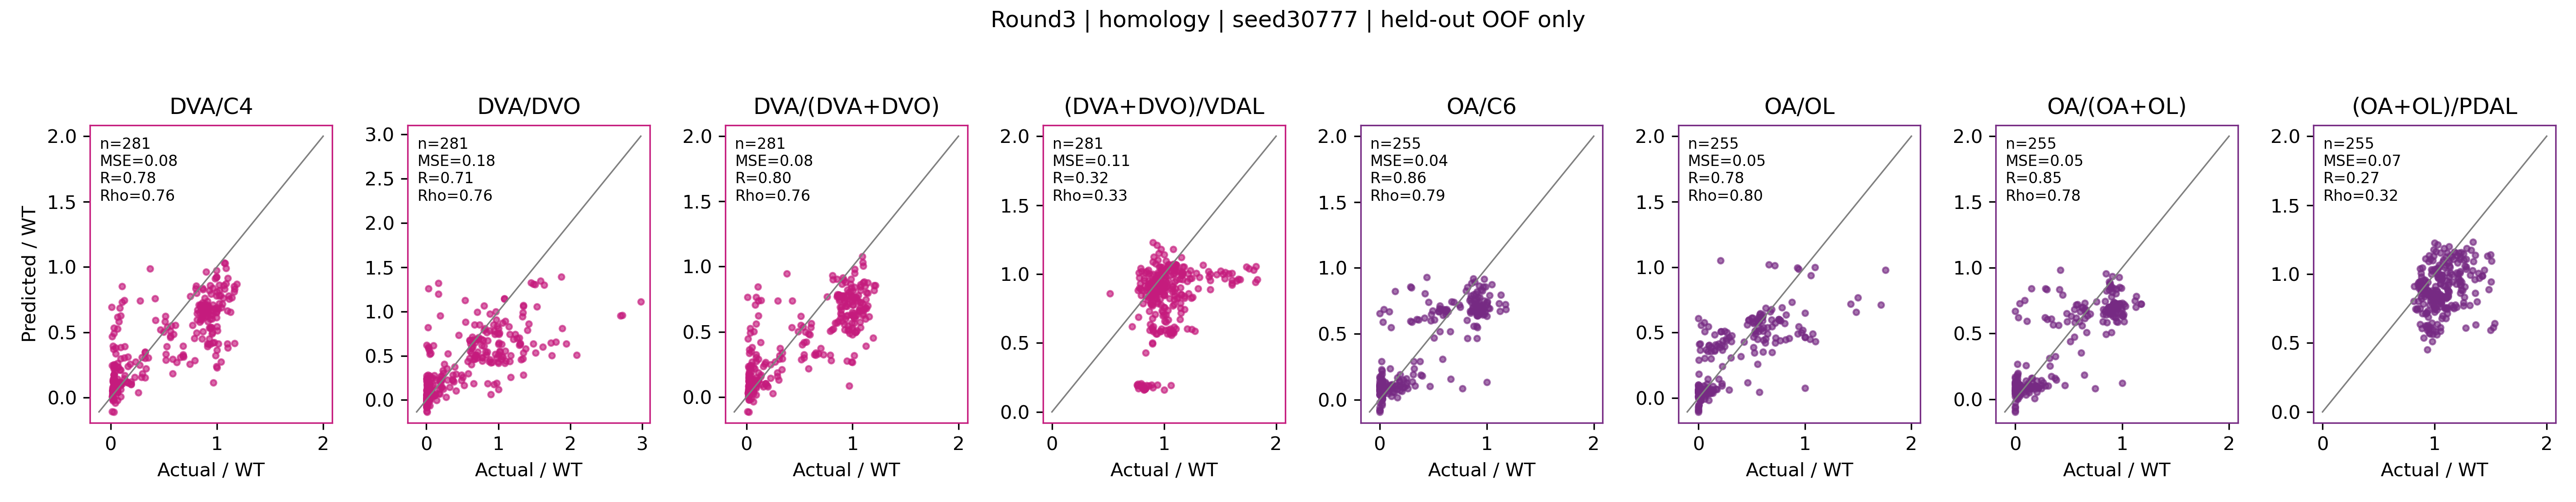 Round3 | homology | seed30777 | held-out OOF only
DVA/C4
n=281
MSE=0.08
R=0.78
Rho=0.76
2.0
1.5
1.0
0.5
0.0
Predicted / WT
0 1 2
Actual / WT
DVA/DVO
n=281
MSE=0.18
R=0.71
Rho=0.76
3.0
2.5
2.0
1.5
1.0
0.5
0.0
0 1 2 3
Actual / WT
DVA/(DVA+DVO)
n=281
MSE=0.08
R=0.80
Rho=0.76
2.0
1.5
1.0
0.5
0.0
0 1 2
Actual / WT
(DVA+DVO)/VDAL
n=281
MSE=0.11
R=0.32
Rho=0.33
2.0
1.5
1.0
0.5
0.0
0 1 2
Actual / WT
OA/C6
n=255
MSE=0.04
R=0.86
Rho=0.79
2.0
1.5
1.0
0.5
0.0
0 1 2
Actual / WT
OA/OL
n=255
MSE=0.05
R=0.78
Rho=0.80
2.0
1.5
1.0
0.5
0.0
0 1 2
Actual / WT
OA/(OA+OL)
n=255
MSE=0.05
R=0.85
Rho=0.78
2.0
1.5
1.0
0.5
0.0
0 1 2
Actual / WT
(OA+OL)/PDAL
n=255
MSE=0.07
R=0.27
Rho=0.32
2.0
1.5
1.0
0.5
0.0
0 1 2
Actual / WT